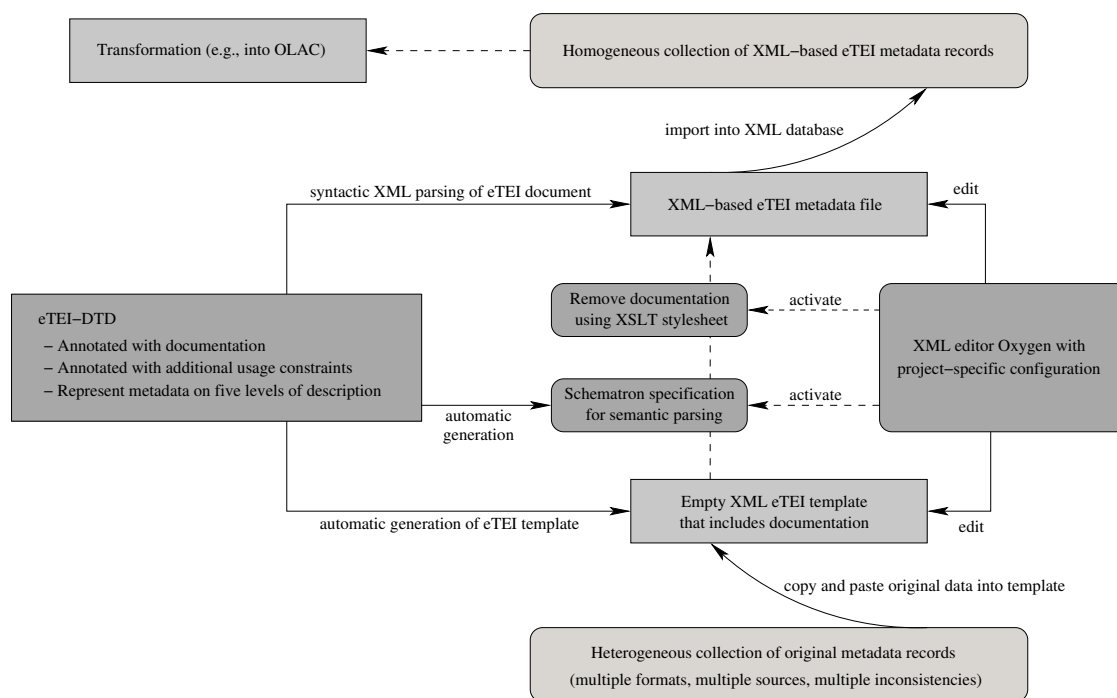 Transformation (e.g., into OLAC)
Homogeneous collection of XML−based eTEI metadata records
import into XML database
syntactic XML parsing of eTEI document
XML−based eTEI metadata file
edit
Remove documentation
using XSLT stylesheet
activate
eTEI−DTD
− Annotated with documentation
− Annotated with additional usage constraints
− Represent metadata on five levels of description
XML editor Oxygen with
project−specific configuration
Schematron specification
for semantic parsing
activate
automatic
generation
Empty XML eTEI template
that includes documentation
automatic generation of eTEI template
edit
copy and paste original data into template
Heterogeneous collection of original metadata records
(multiple formats, multiple sources, multiple inconsistencies)